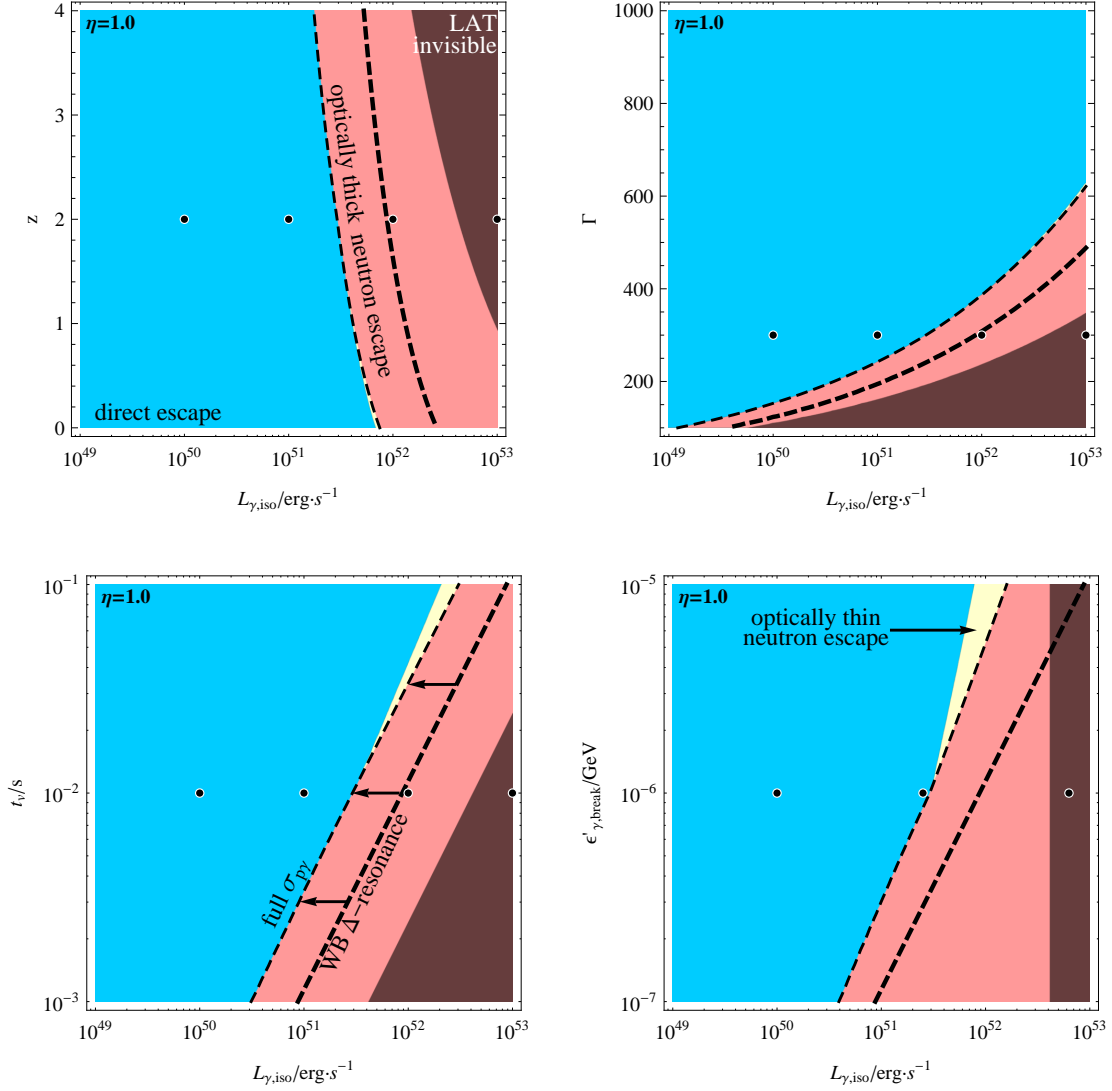 η=1.0
LAT
invisible
optically thick neutron escape
direct escape
z
4
3
2
1
0
10^49 10^50 10^51 10^52 10^53
L_γ,iso/erg·s^−1
Γ
1000
800
600
400
200
10^49 10^50 10^51 10^52 10^53
L_γ,iso/erg·s^−1
η=1.0
full σ_pγ
WB Δ−resonance
t_v/s
10^−1
10^−2
10^−3
10^49 10^50 10^51 10^52 10^53
L_γ,iso/erg·s^−1
η=1.0
optically thin
neutron escape
ϵ'_γ,break/GeV
10^−5
10^−6
10^−7
10^49 10^50 10^51 10^52 10^53
L_γ,iso/erg·s^−1